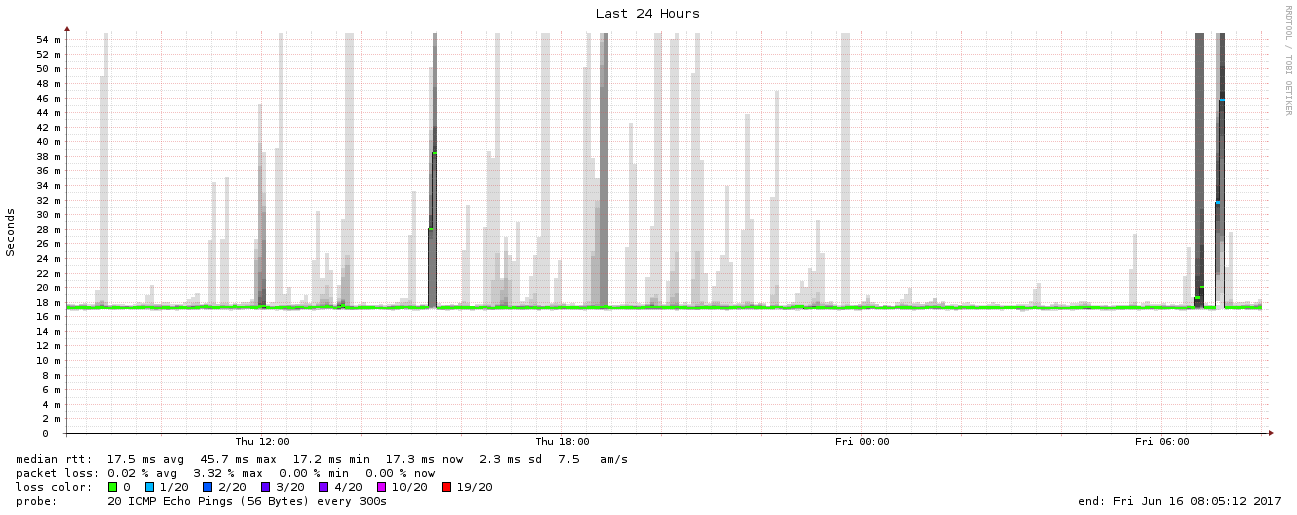 Last 24 Hours
RRDTOOL / TOBI OETIKER
Seconds
54 m
52 m
50 m
48 m
46 m
44 m
42 m
40 m
38 m
36 m
34 m
32 m
30 m
28 m
26 m
24 m
22 m
20 m
18 m
16 m
14 m
12 m
10 m
8 m
6 m
4 m
2 m
0
Thu 12:00 Thu 18:00 Fri 00:00 Fri 06:00
median rtt: 17.5 ms avg 45.7 ms max 17.2 ms min 17.3 ms now 2.3 ms sd 7.5 am/s
packet loss: 0.02 % avg 3.32 % max 0.00 % min 0.00 % now
loss color: 0 1/20 2/20 3/20 4/20 10/20 19/20
probe: 20 ICMP Echo Pings (56 Bytes) every 300s end: Fri Jun 16 08:05:12 2017